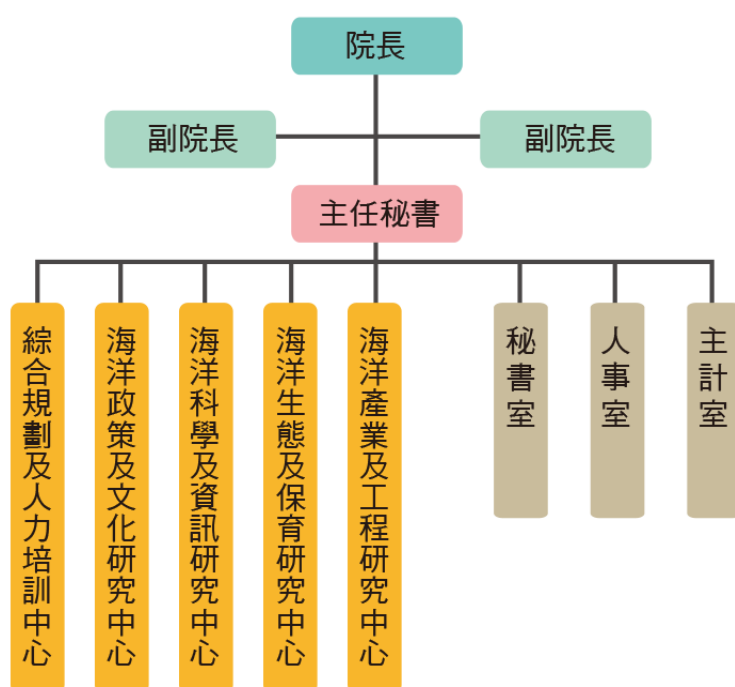 院長
副院長
副院長
主任秘書
綜合規劃及人力培訓中心
海洋政策及文化研究中心
海洋科學及資訊研究中心
海洋生態及保育研究中心
海洋產業及工程研究中心
秘書室
人事室
主計室